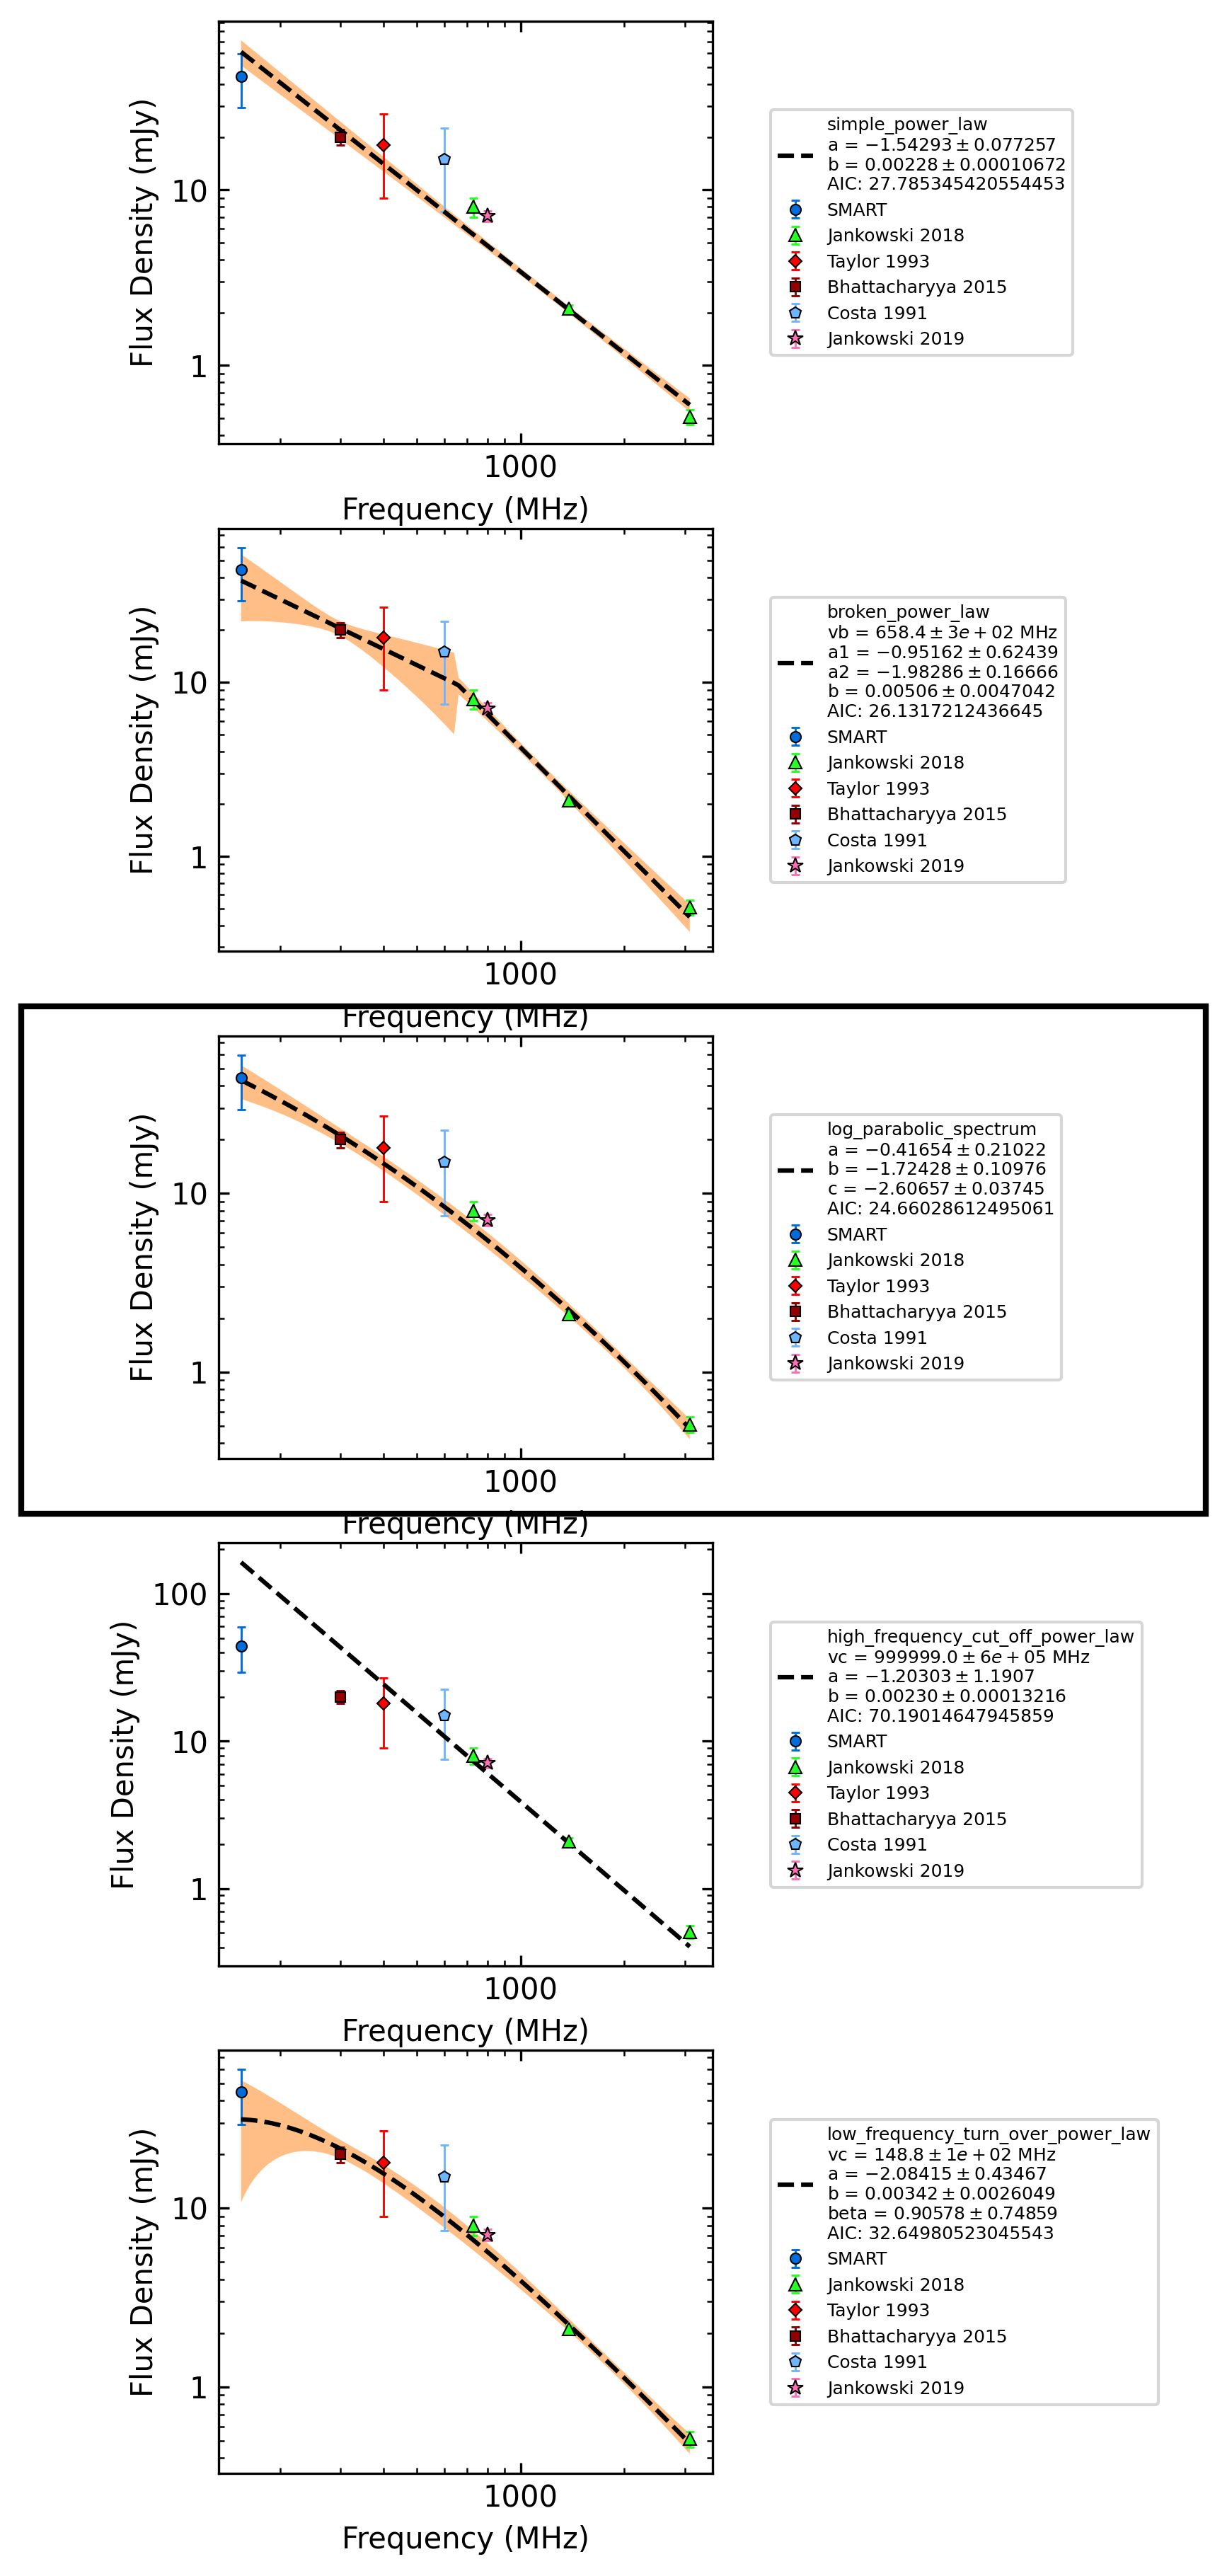 10
1
Flux Density (mJy)
1000
Frequency (MHz)
simple_power_law
a = −1.54293 ± 0.077257
b = 0.00228 ± 0.00010672
AIC: 27.785345420554453
SMART
Jankowski 2018
Taylor 1993
Bhattacharyya 2015
Costa 1991
Jankowski 2019
10
1
Flux Density (mJy)
1000
Frequency (MHz)
broken_power_law
vb = 658.4 ± 3e + 02 MHz
a1 = −0.95162 ± 0.62439
a2 = −1.98286 ± 0.16666
b = 0.00506 ± 0.0047042
AIC: 26.1317212436645
SMART
Jankowski 2018
Taylor 1993
Bhattacharyya 2015
Costa 1991
Jankowski 2019
10
1
Flux Density (mJy)
1000
Frequency (MHz)
log_parabolic_spectrum
a = −0.41654 ± 0.21022
b = −1.72428 ± 0.10976
c = −2.60657 ± 0.03745
AIC: 24.66028612495061
SMART
Jankowski 2018
Taylor 1993
Bhattacharyya 2015
Costa 1991
Jankowski 2019
100
10
1
Flux Density (mJy)
1000
Frequency (MHz)
high_frequency_cut_off_power_law
vc = 999999.0 ± 6e + 05 MHz
a = −1.20303 ± 1.1907
b = 0.00230 ± 0.00013216
AIC: 70.19014647945859
SMART
Jankowski 2018
Taylor 1993
Bhattacharyya 2015
Costa 1991
Jankowski 2019
10
1
Flux Density (mJy)
1000
Frequency (MHz)
low_frequency_turn_over_power_law
vc = 148.8 ± 1e + 02 MHz
a = −2.08415 ± 0.43467
b = 0.00342 ± 0.0026049
beta = 0.90578 ± 0.74859
AIC: 32.64980523045543
SMART
Jankowski 2018
Taylor 1993
Bhattacharyya 2015
Costa 1991
Jankowski 2019